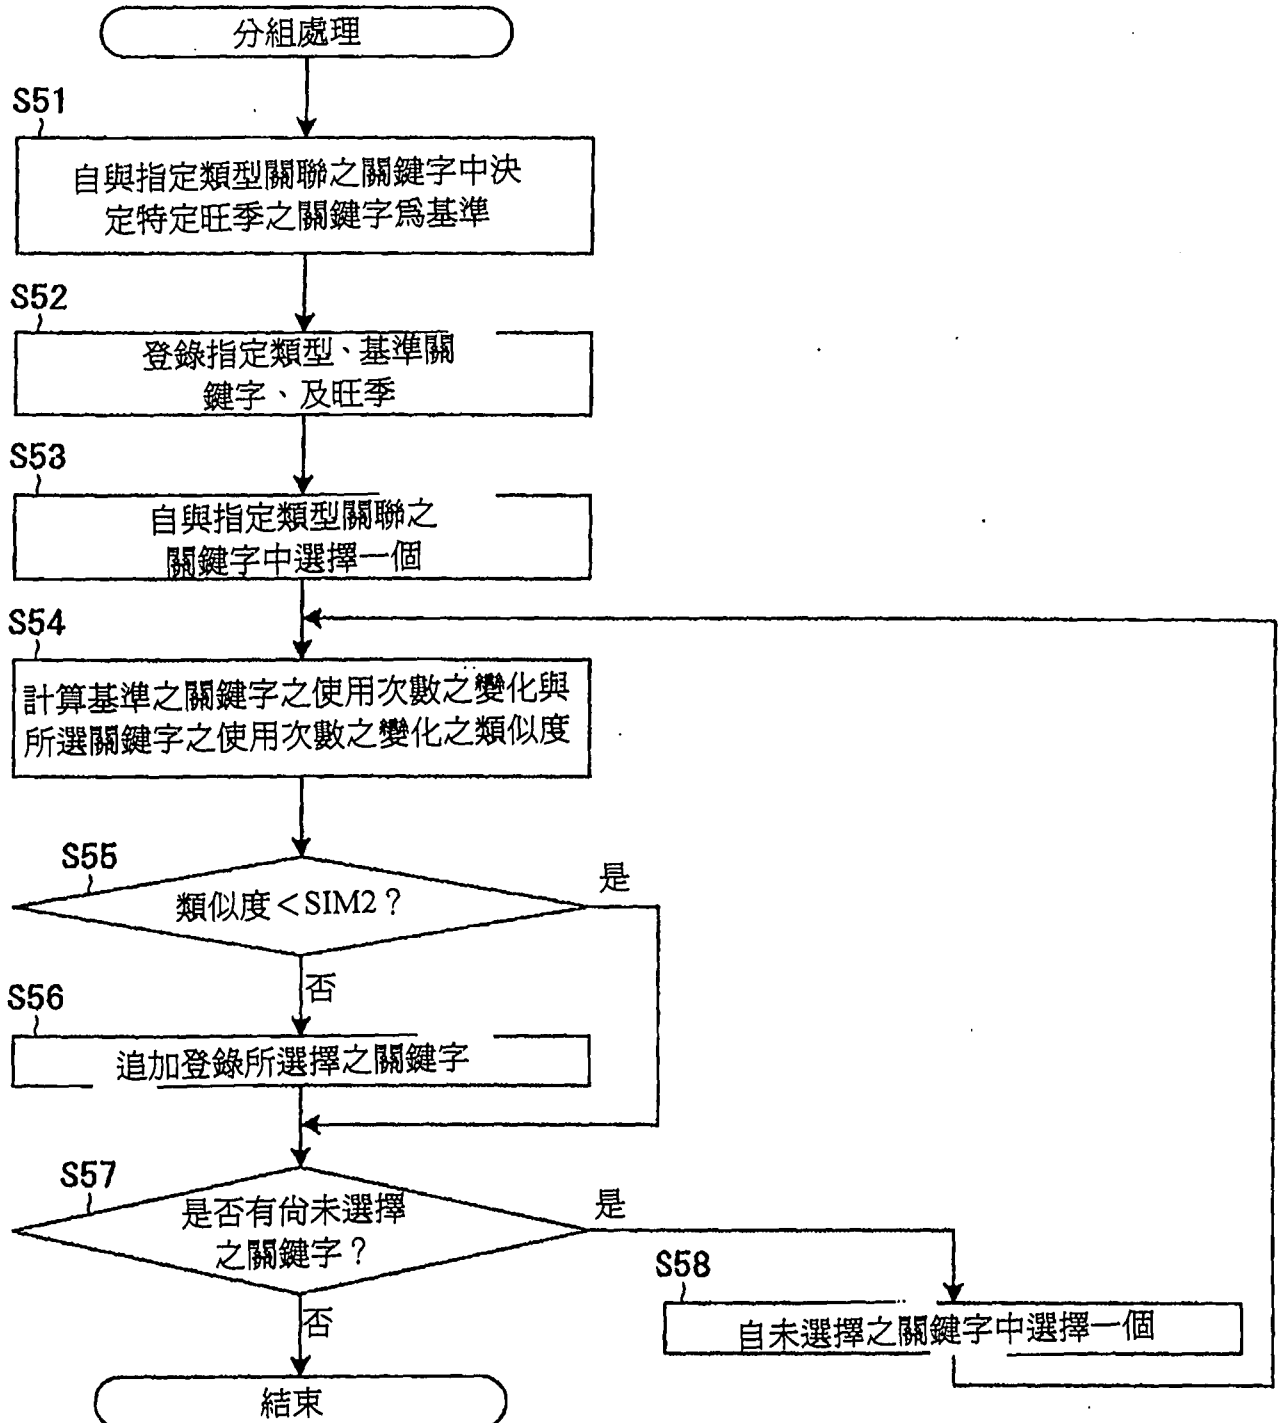 分組處理
S51
自與指定類型關聯之關鍵字中決
定特定旺季之關鍵字爲基準
S52
登錄指定類型、基準關
鍵字、及旺季
S53
自與指定類型關聯之
關鍵字中選擇一個
S54
計算基準之關鍵字之使用次數之變化與
所選關鍵字之使用次數之變化之類似度
S55
類似度＜SIM2？
是
否
S56
追加登錄所選擇之關鍵字
S57
是否有尚未選擇
之關鍵字？
是
S58
自未選擇之關鍵字中選擇一個
否
結束